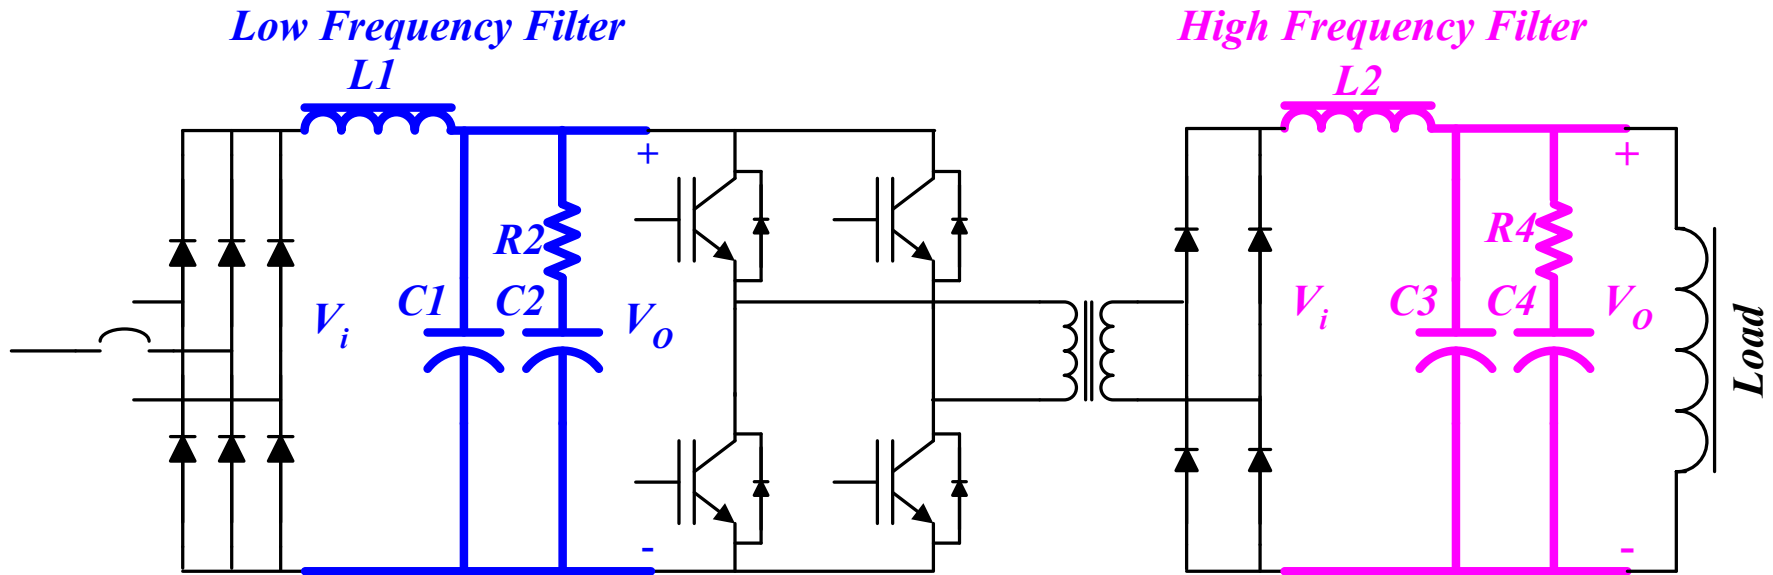 Low Frequency Filter
High Frequency Filter
L1
L2
+
+
R2
R4
Vi
C1
C2
VO
Vi
C3
C4
VO
Load
-
-